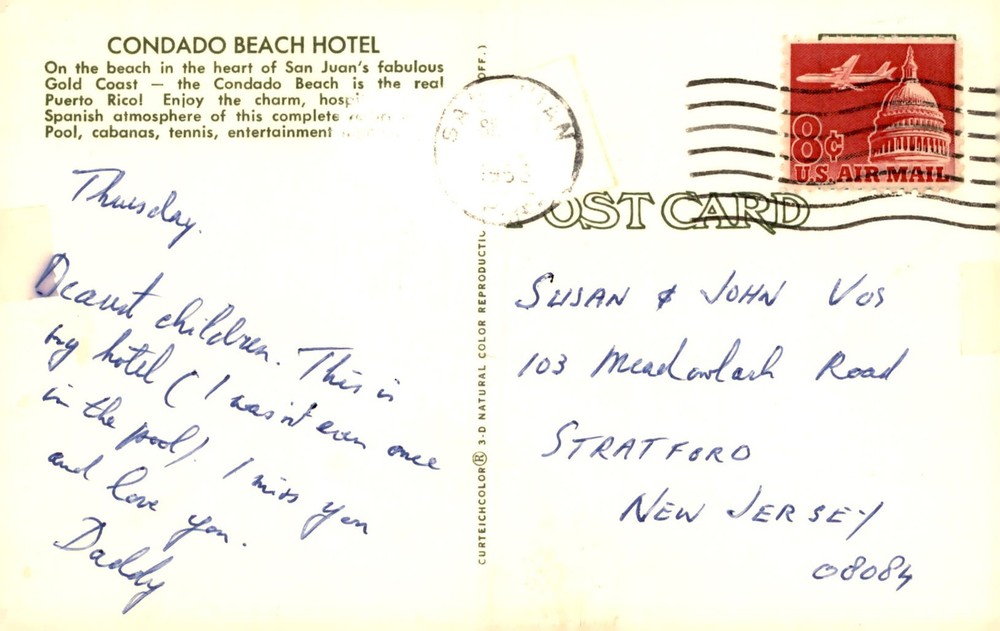 CONDADO BEACH HOTEL
On the beach in the heart of San Juan's fabulous
Gold Coast — the Condado Beach is the real
Puerto Rico! Enjoy the charm,
Spanish atmosphere of this complete
Pool, cabanas, tennis, entertainment
Thursday.
Dearest children. This is
my hotel (I wasn't even once
in the pool). I miss you
and love you.
Daddy
CURTEICHCOLOR® 3-D NATURAL COLOR REPRODUCTION
OFF.)
SAN JUAN
8¢
U.S. AIR MAIL
POST CARD
SUSAN & JOHN VOS
103 Meadowlark Road
STRATFORD
NEW JERSEY
08084